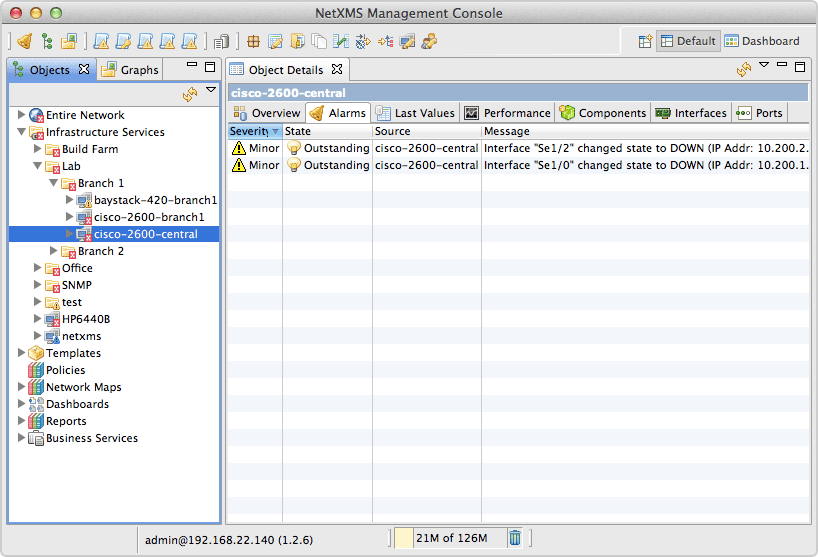 NetXMS Management Console
Default
Dashboard
Objects
Graphs
Entire Network
Infrastructure Services
Build Farm
Lab
Branch 1
baystack-420-branch1
cisco-2600-branch1
cisco-2600-central
Branch 2
Office
SNMP
test
HP6440B
netxms
Templates
Policies
Network Maps
Dashboards
Reports
Business Services
Object Details
cisco-2600-central
Overview Alarms Last Values Performance Components Interfaces Ports
Severity State Source Message
Minor Outstanding cisco-2600-central Interface "Se1/2" changed state to DOWN (IP Addr: 10.200.2.
Minor Outstanding cisco-2600-central Interface "Se1/0" changed state to DOWN (IP Addr: 10.200.1.
admin@192.168.22.140 (1.2.6)
21M of 126M